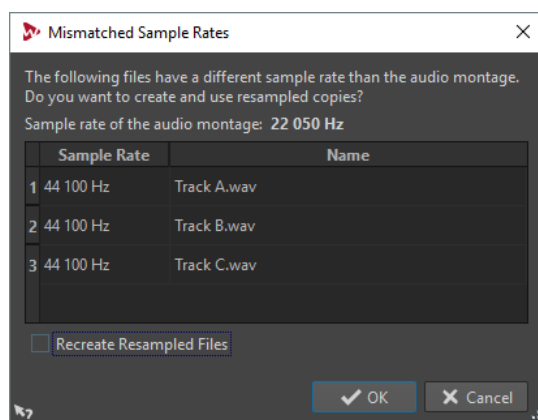 Mismatched Sample Rates
The following files have a different sample rate than the audio montage.
Do you want to create and use resampled copies?
Sample rate of the audio montage: 22 050 Hz
Sample Rate Name
1 44 100 Hz Track A.wav
2 44 100 Hz Track B.wav
3 44 100 Hz Track C.wav
Recreate Resampled Files
OK Cancel